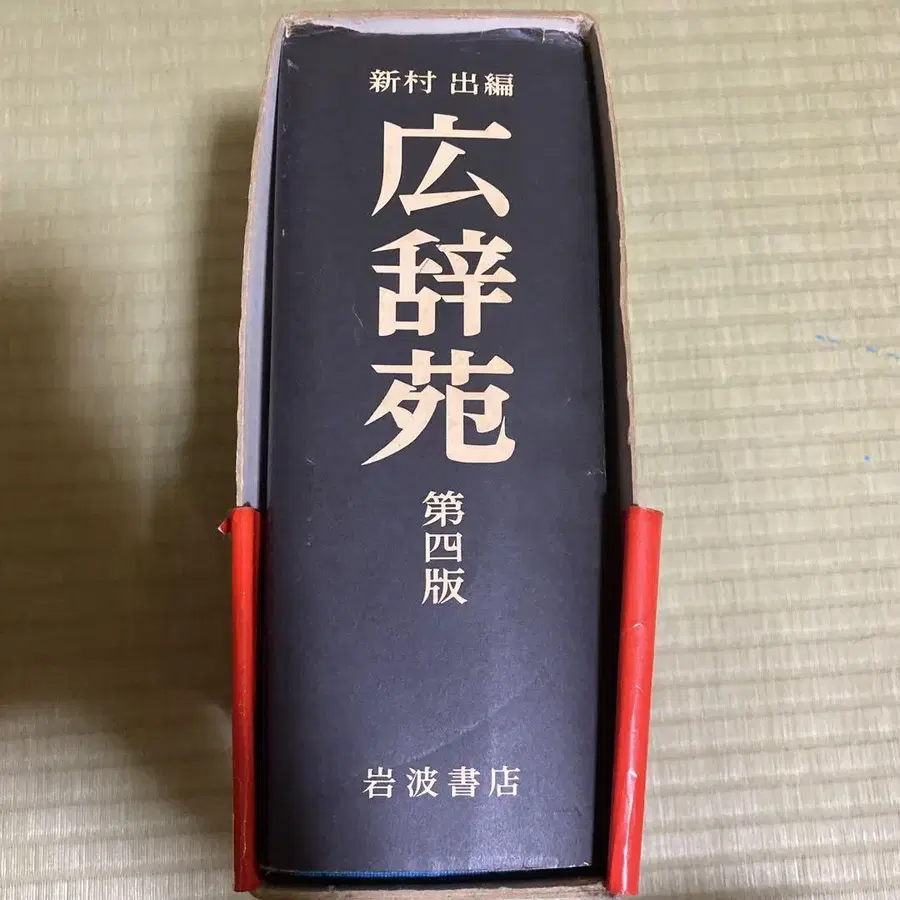 新村 出編
広辞苑
第四版
岩波書店